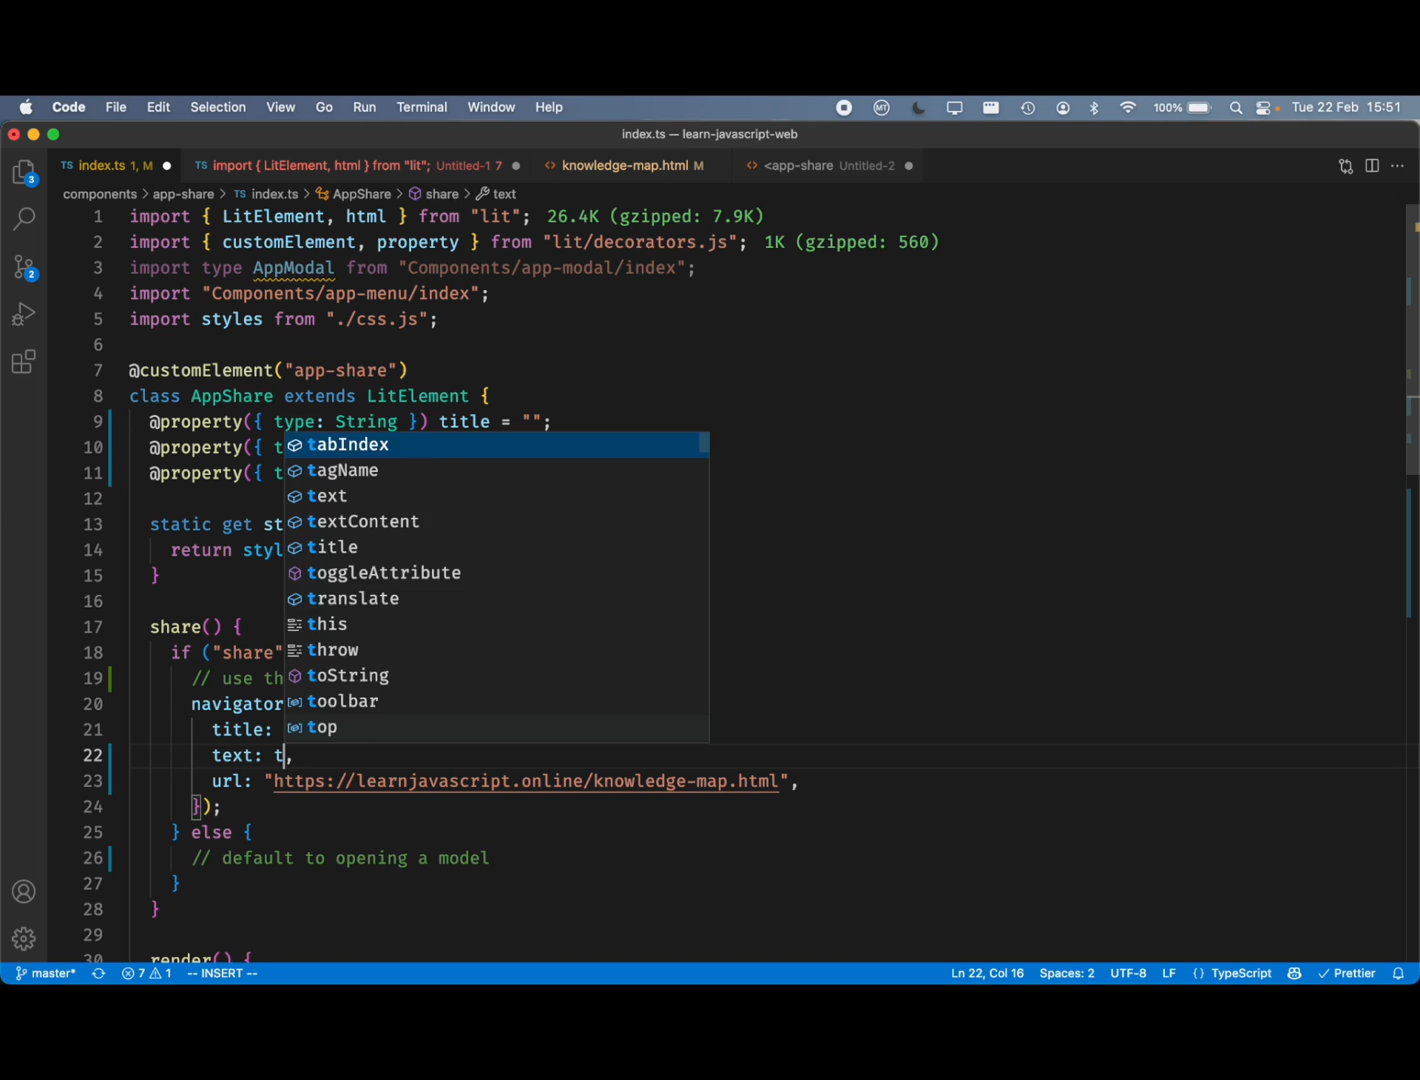 Code File Edit Selection View Go Run Terminal Window Help MT 100% Tue 22 Feb 15:51
index.ts — learn-javascript-web
TS index.ts 1, M TS import { LitElement, html } from "lit"; Untitled-1 7 <> knowledge-map.html M <> <app-share Untitled-2
components > app-share > TS index.ts > AppShare > share > text
1 import { LitElement, html } from "lit"; 26.4K (gzipped: 7.9K)
2 import { customElement, property } from "lit/decorators.js"; 1K (gzipped: 560)
3 import type AppModal from "Components/app-modal/index";
4 import "Components/app-menu/index";
5 import styles from "./css.js";
6
7 @customElement("app-share")
8 class AppShare extends LitElement {
9 @property({ type: String }) title = "";
10 @property({ t tabIndex
11 @property({ t tagName
12 text
13 static get st textContent
14 return styl title
15 } toggleAttribute
16 translate
17 share() { this
18 if ("share" throw
19 // use th toString
20 navigator toolbar
21 title: top
22 text: t,
23 url: "https://learnjavascript.online/knowledge-map.html",
24 });
25 } else {
26 // default to opening a model
27 }
28 }
29
30 render() {
3
2
master* 7 1 -- INSERT -- Ln 22, Col 16 Spaces: 2 UTF-8 LF {} TypeScript Prettier